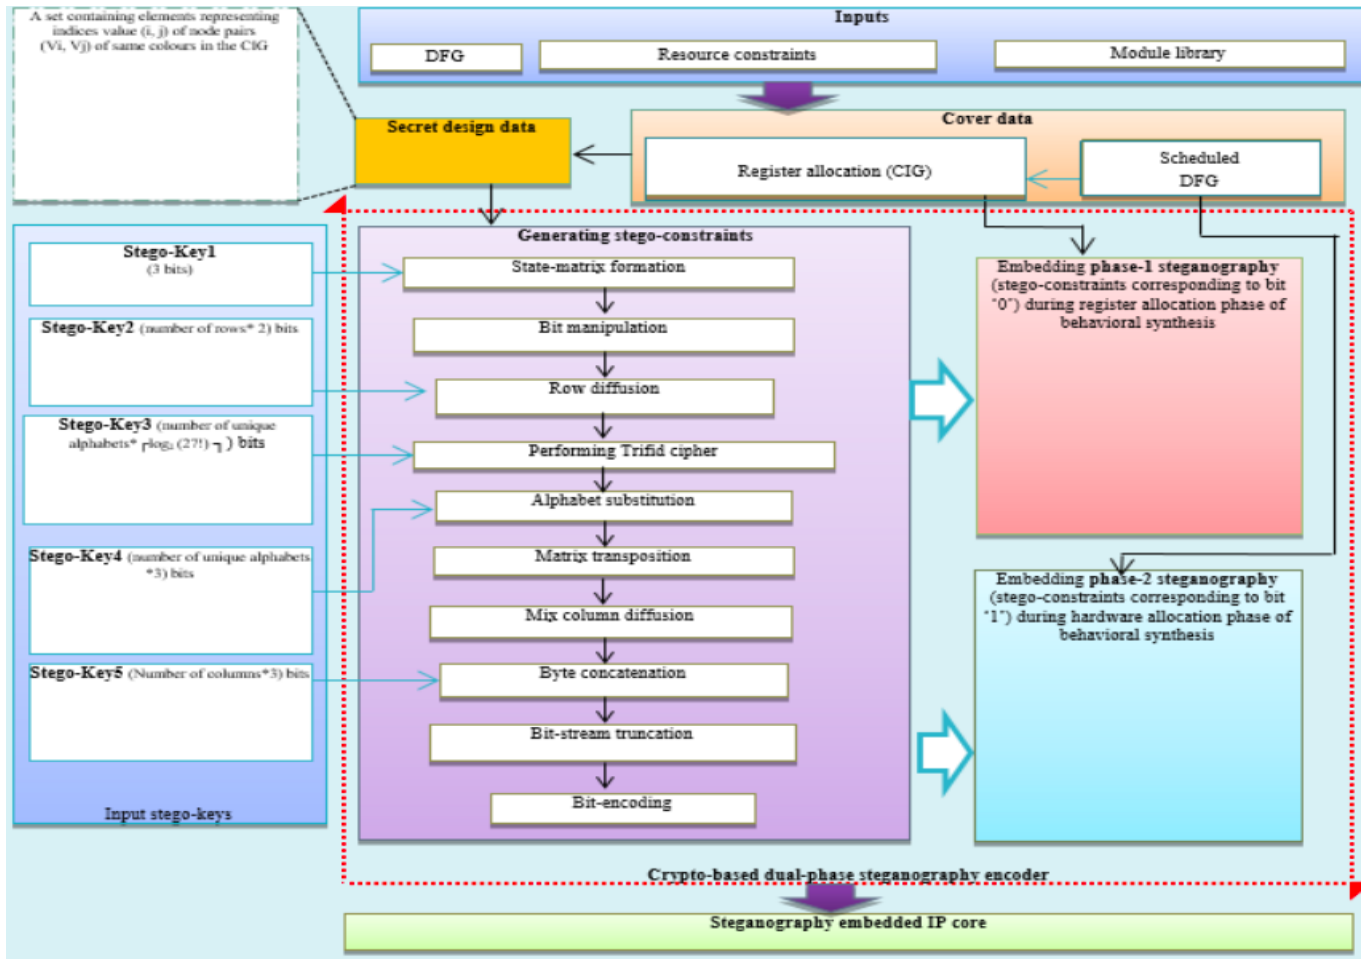 A set containing elements representing
indices value (i, j) of node pairs
(Vi, Vj) of same colours in the CIG
Inputs
DFG
Resource constraints
Module library
Secret design data
Cover data
Register allocation (CIG)
Scheduled
DFG
Stego-Key1
(3 bits)
Stego-Key2 (number of rows* 2) bits
Stego-Key3 (number of unique
alphabets* ┌log₂ (27!) ┐ ) bits
Stego-Key4 (number of unique alphabets
*3) bits
Stego-Key5 (Number of columns*3) bits
Input stego-keys
Generating stego-constraints
State-matrix formation
Bit manipulation
Row diffusion
Performing Trifid cipher
Alphabet substitution
Matrix transposition
Mix column diffusion
Byte concatenation
Bit-stream truncation
Bit-encoding
Embedding phase-1 steganography
(stego-constraints corresponding to bit
"0") during register allocation phase of
behavioral synthesis
Embedding phase-2 steganography
(stego-constraints corresponding to bit
"1") during hardware allocation phase of
behavioral synthesis
Crypto-based dual-phase steganography encoder
Steganography embedded IP core